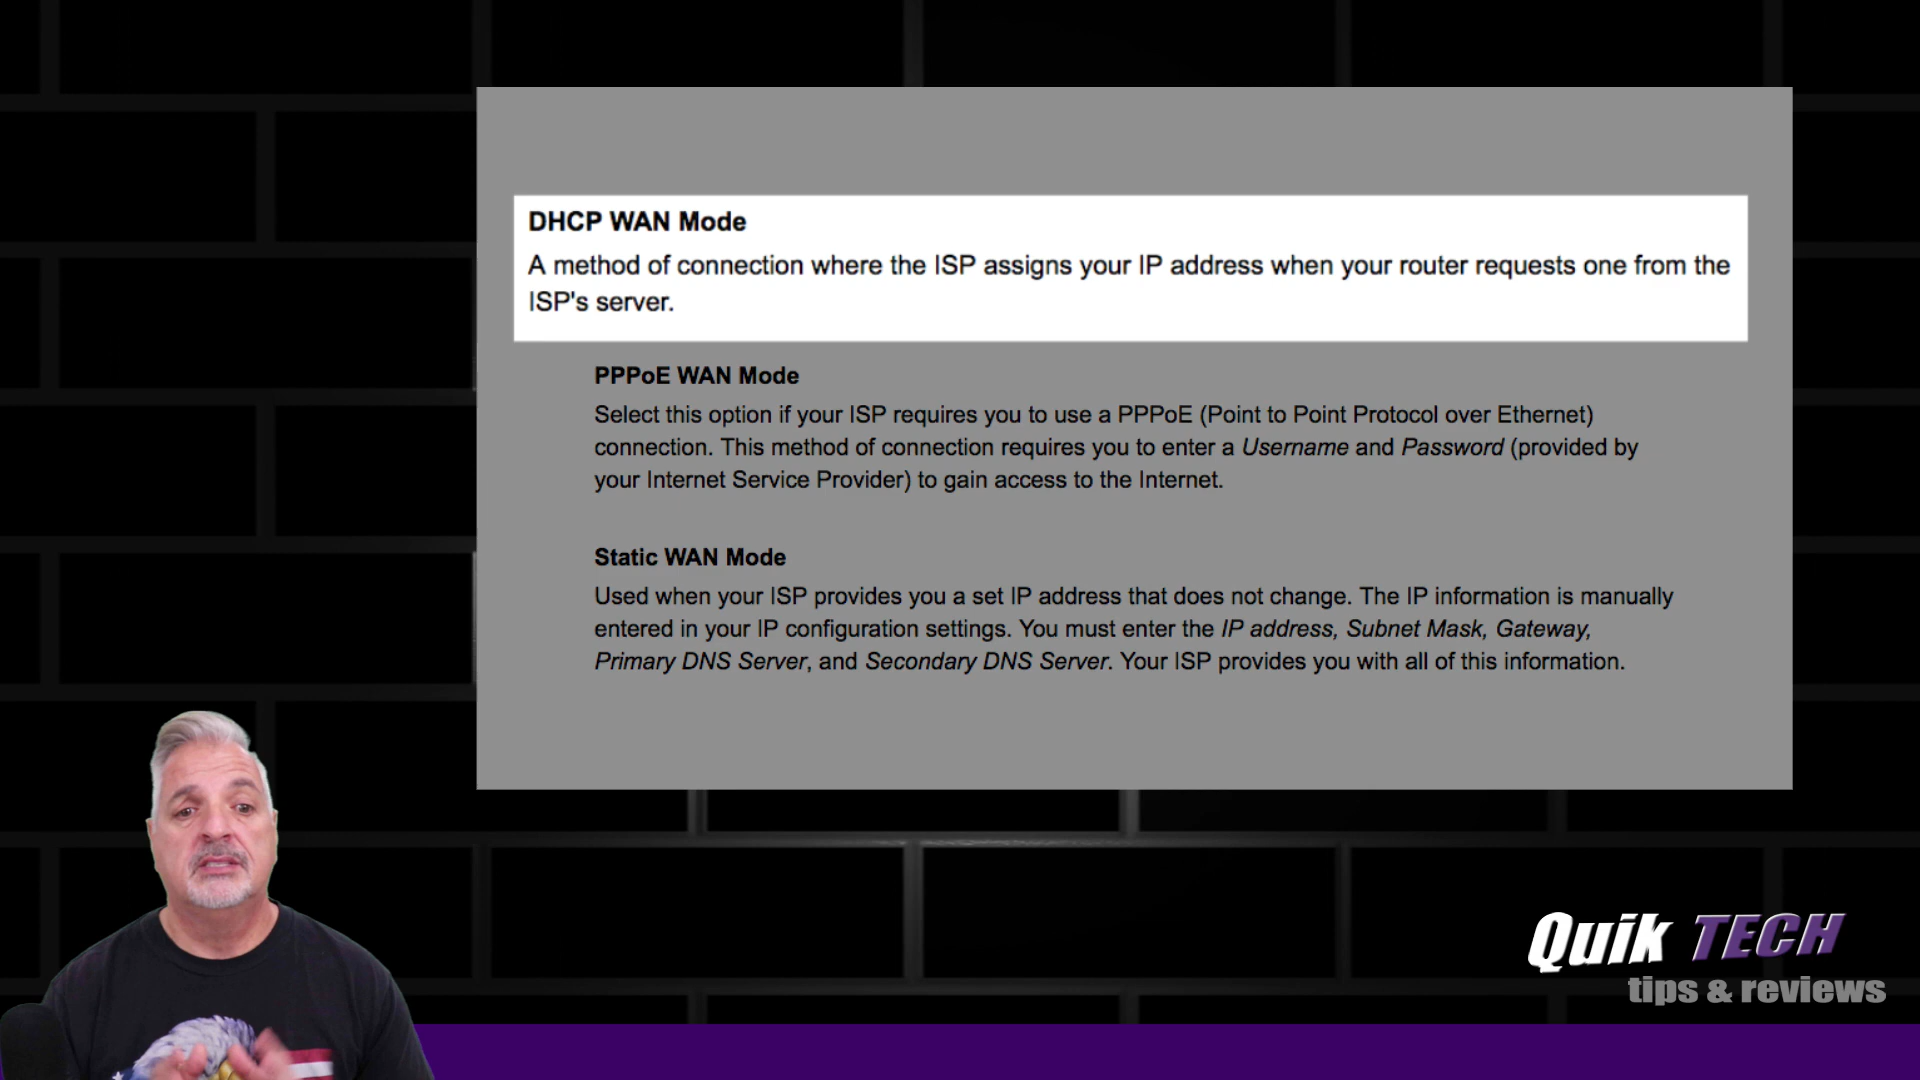 DHCP WAN Mode
A method of connection where the ISP assigns your IP address when your router requests one from the
ISP's server.
PPPoE WAN Mode
Select this option if your ISP requires you to use a PPPoE (Point to Point Protocol over Ethernet)
connection. This method of connection requires you to enter a Username and Password (provided by
your Internet Service Provider) to gain access to the Internet.
Static WAN Mode
Used when your ISP provides you a set IP address that does not change. The IP information is manually
entered in your IP configuration settings. You must enter the IP address, Subnet Mask, Gateway,
Primary DNS Server, and Secondary DNS Server. Your ISP provides you with all of this information.
Quik TECH
tips & reviews